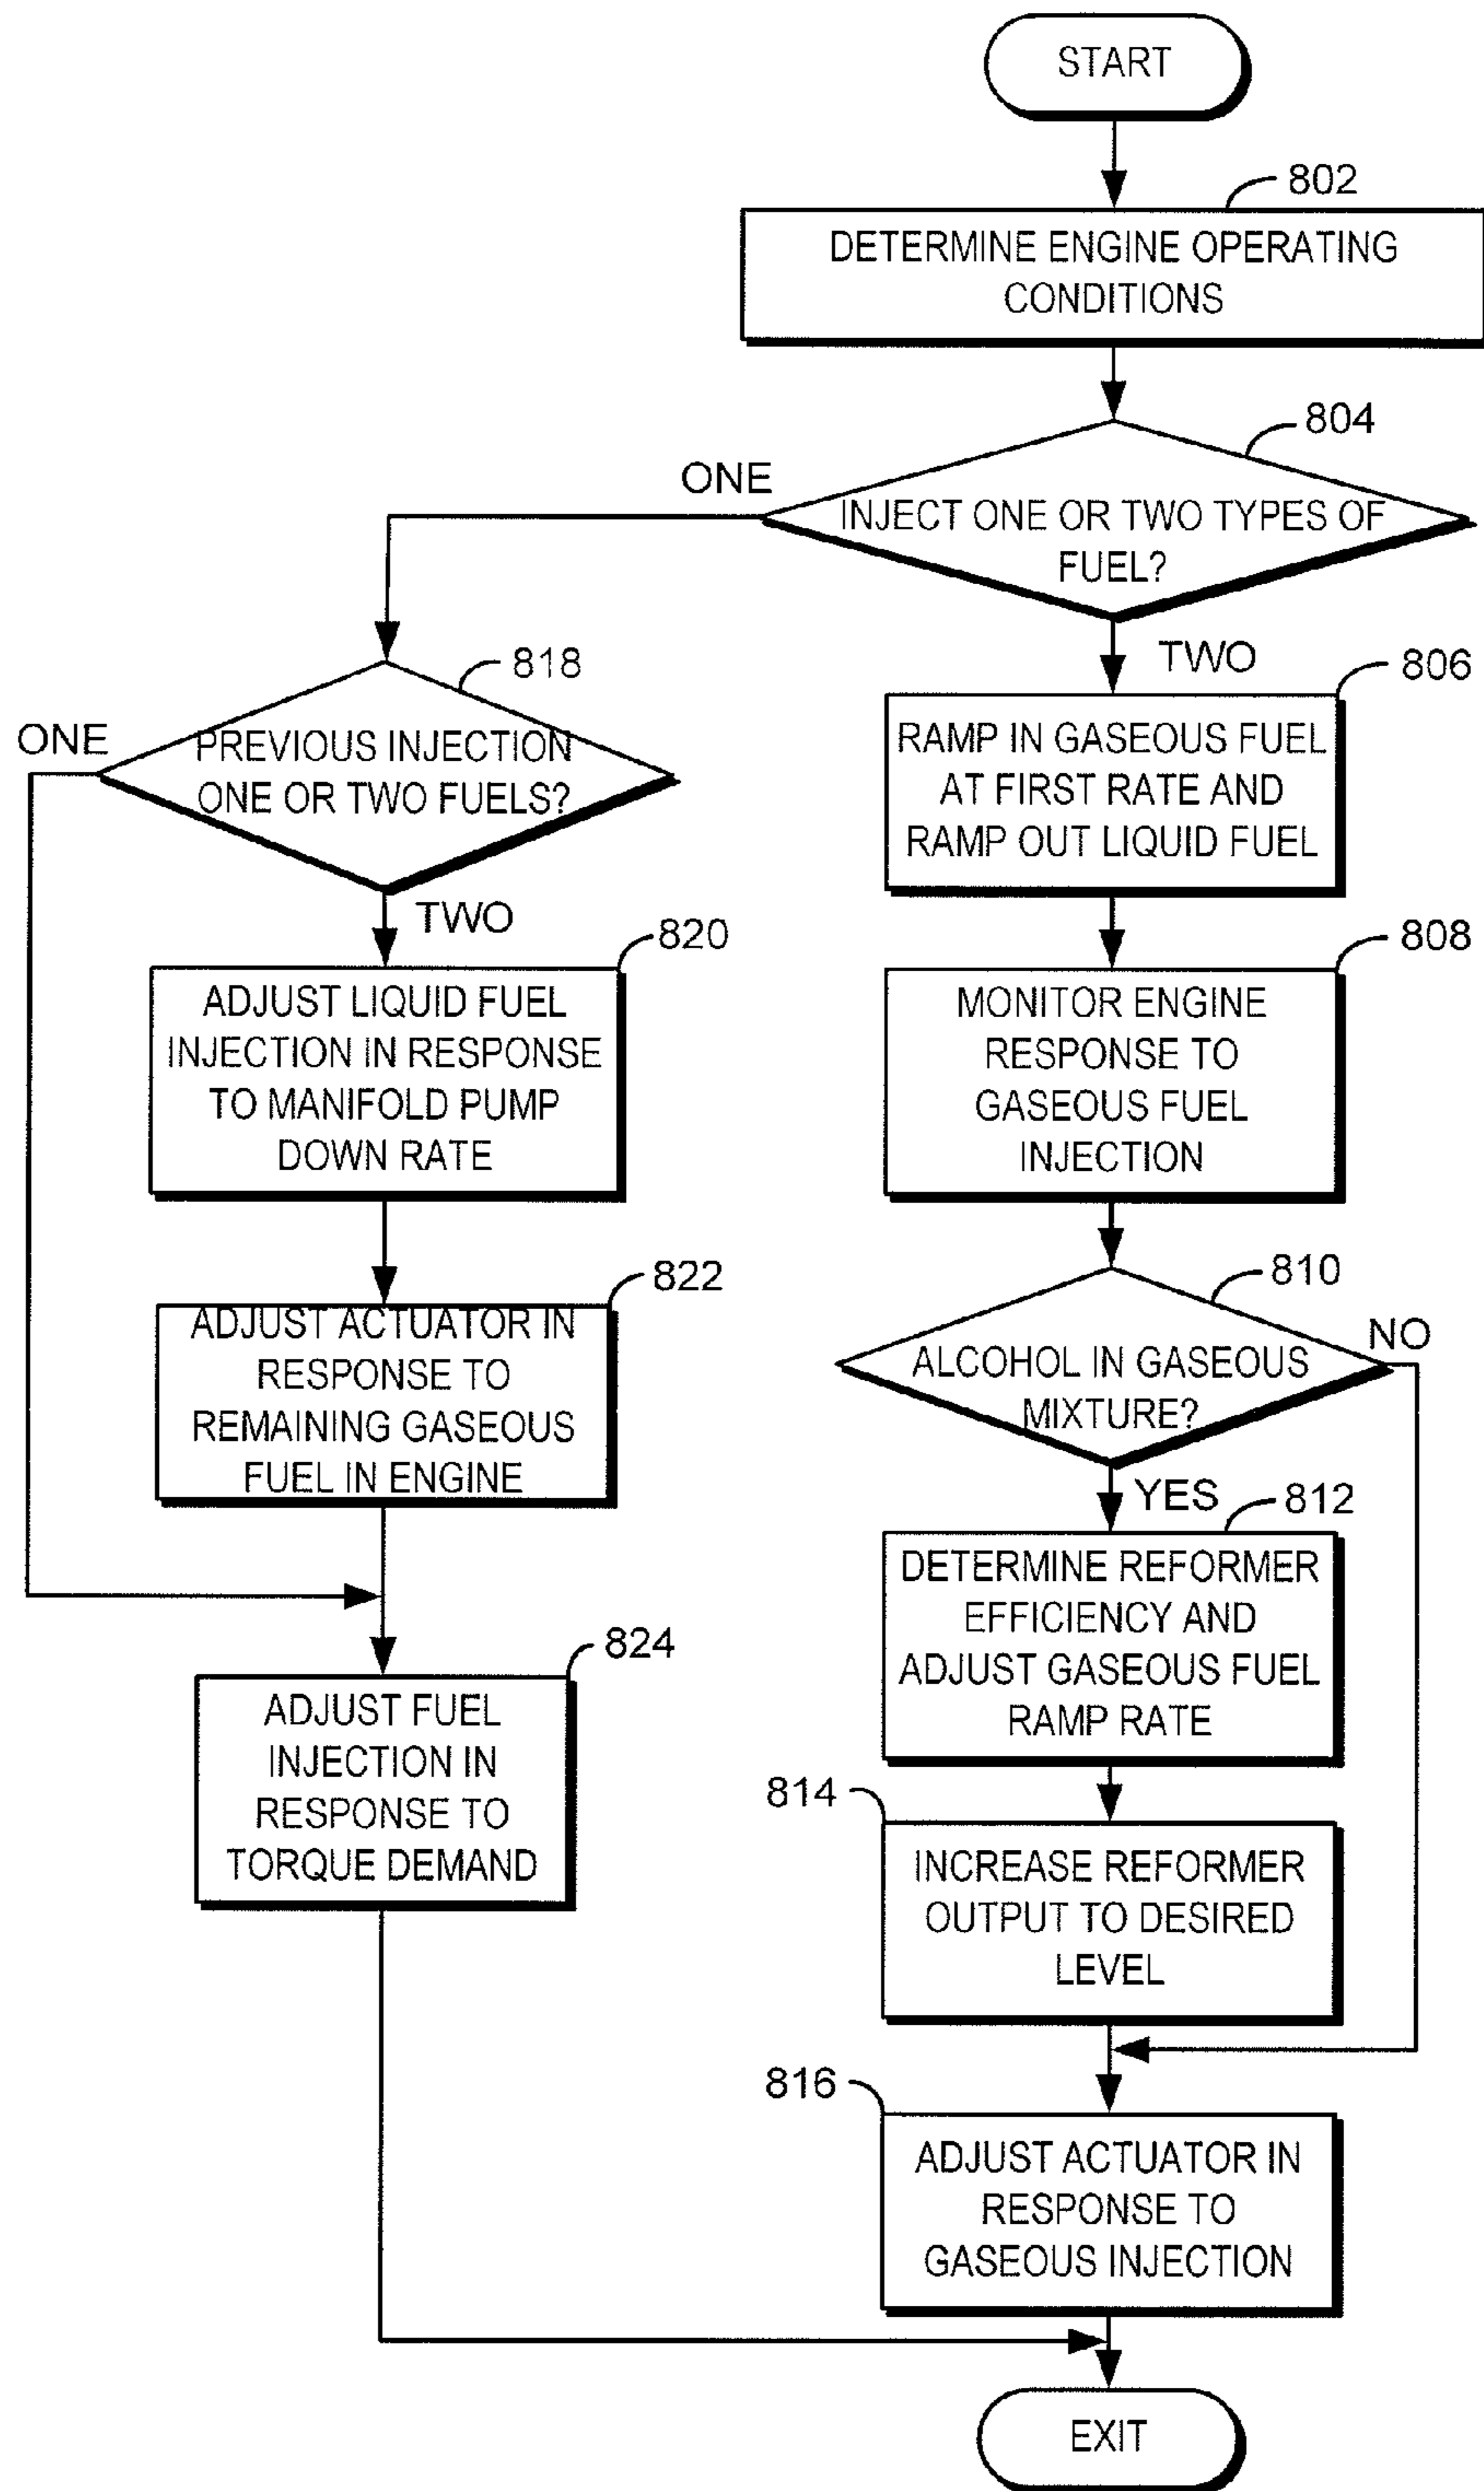 START
802
DETERMINE ENGINE OPERATING
CONDITIONS
804
ONE
INJECT ONE OR TWO TYPES OF
FUEL?
TWO
818
ONE
PREVIOUS INJECTION
ONE OR TWO FUELS?
TWO
820
ADJUST LIQUID FUEL
INJECTION IN RESPONSE
TO MANIFOLD PUMP
DOWN RATE
822
ADJUST ACTUATOR IN
RESPONSE TO
REMAINING GASEOUS
FUEL IN ENGINE
824
ADJUST FUEL
INJECTION IN
RESPONSE TO
TORQUE DEMAND
806
RAMP IN GASEOUS FUEL
AT FIRST RATE AND
RAMP OUT LIQUID FUEL
808
MONITOR ENGINE
RESPONSE TO
GASEOUS FUEL
INJECTION
810
NO
ALCOHOL IN GASEOUS
MIXTURE?
YES
812
DETERMINE REFORMER
EFFICIENCY AND
ADJUST GASEOUS FUEL
RAMP RATE
814
INCREASE REFORMER
OUTPUT TO DESIRED
LEVEL
816
ADJUST ACTUATOR IN
RESPONSE TO
GASEOUS INJECTION
EXIT